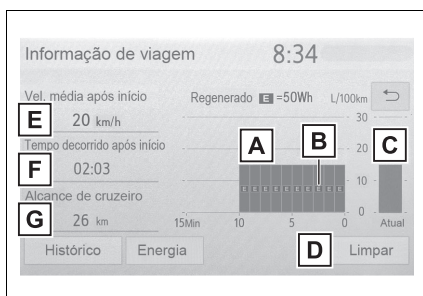 Informação de viagem 8:34
Vel. média após início Regenerado E =50Wh L/100km
E 20 km/h 30
Tempo decorrido após início A B C 20
F 02:03
E E E E E E E E E E 10
Alcance de cruzeiro
G 26 km 15Min 10 5 0 0 Atual
Histórico Energia D Limpar